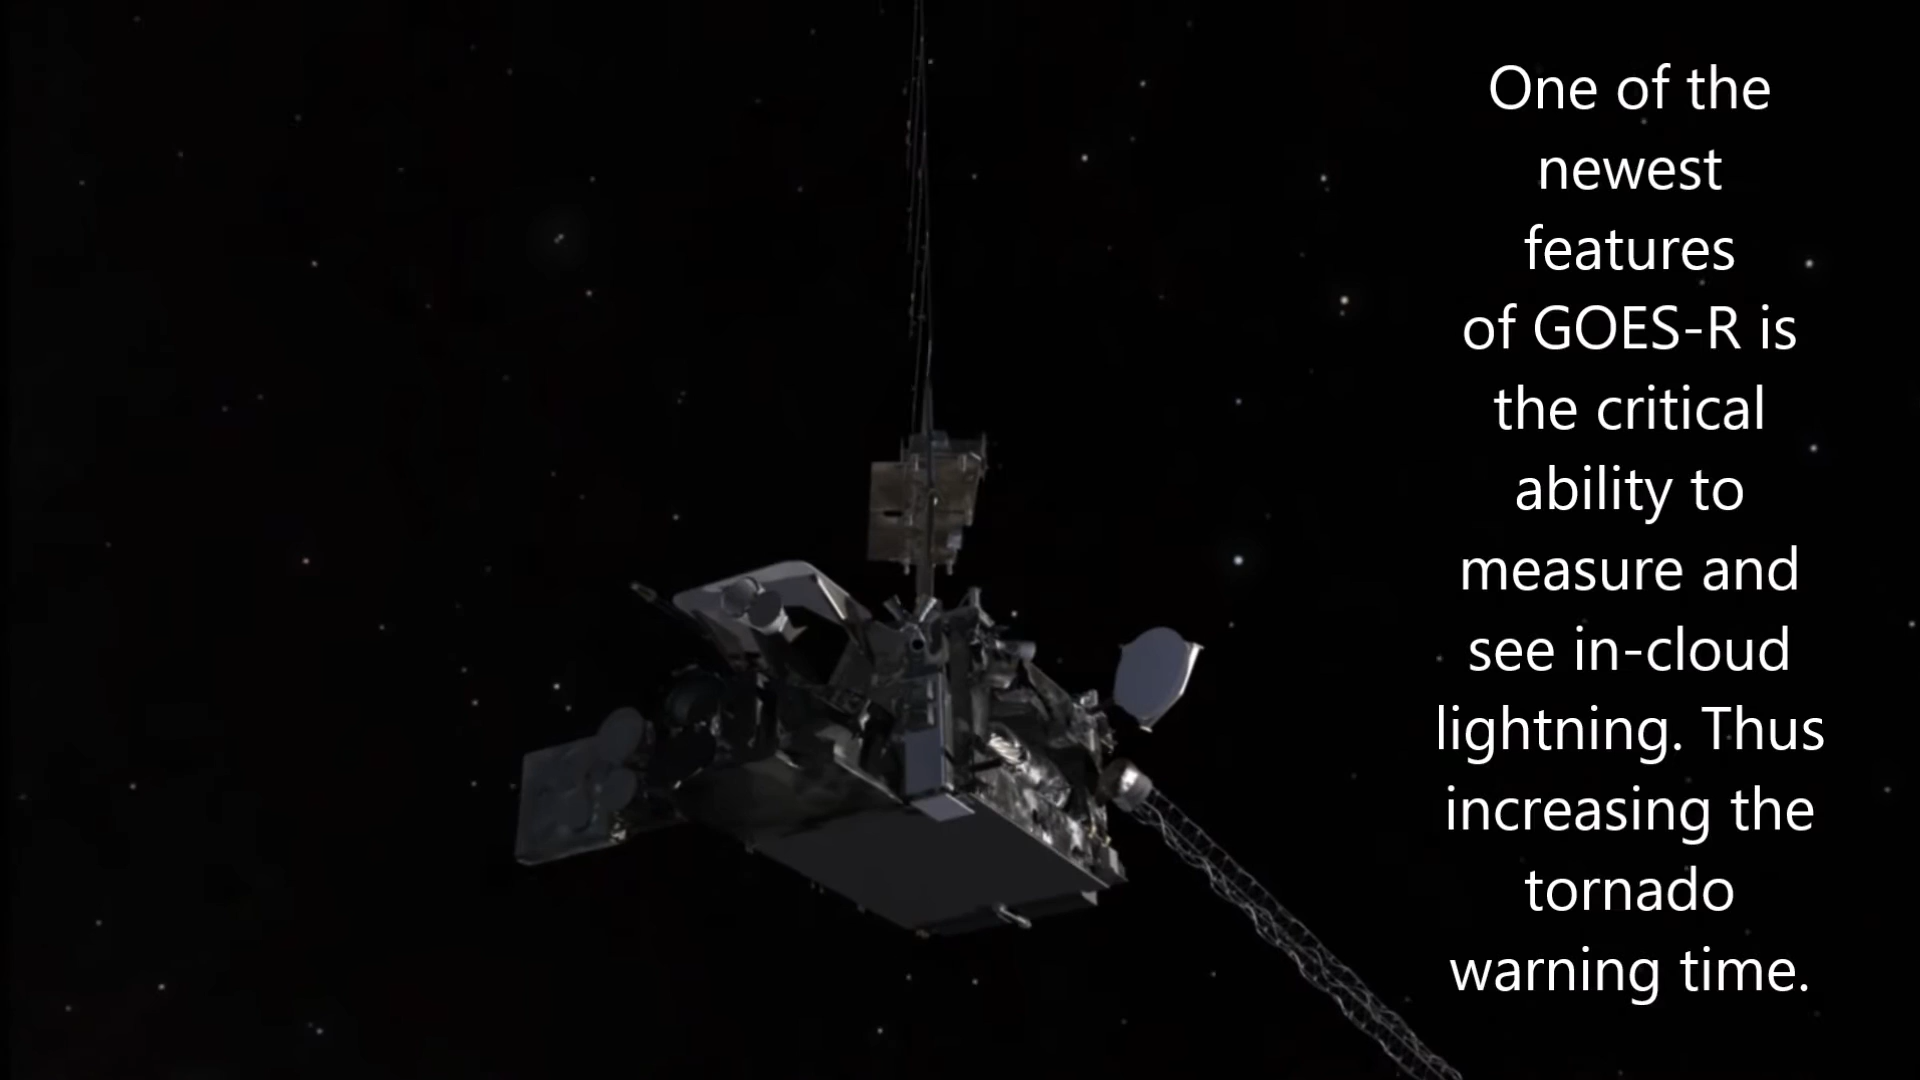 One of the
newest
features
of GOES-R is
the critical
ability to
measure and
see in-cloud
lightning. Thus
increasing the
tornado
warning time.